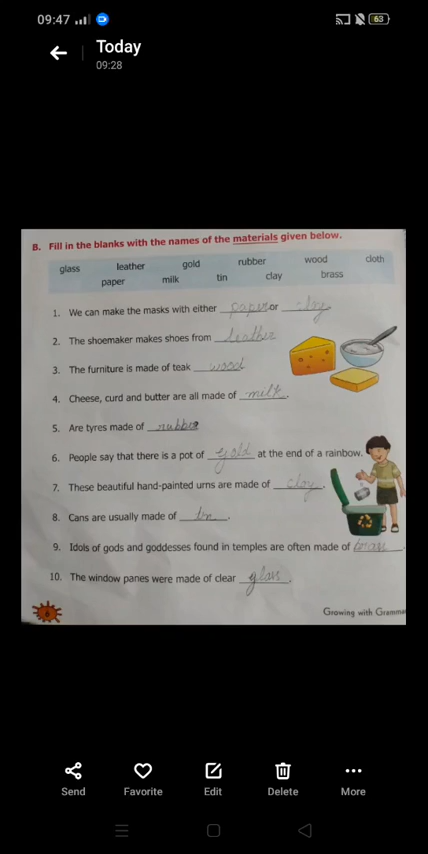 09:47
63
Today
09:28
B. Fill in the blanks with the names of the materials given below.
glass leather gold rubber wood cloth
paper milk tin clay brass
1. We can make the masks with either paper or clay.
2. The shoemaker makes shoes from leather
3. The furniture is made of teak wood.
4. Cheese, curd and butter are all made of milk.
5. Are tyres made of rubber
6. People say that there is a pot of gold at the end of a rainbow.
7. These beautiful hand-painted urns are made of clay.
8. Cans are usually made of tin.
9. Idols of gods and goddesses found in temples are often made of brass.
10. The window panes were made of clear glass.
6
Growing with Gramma
Send Favorite Edit Delete More